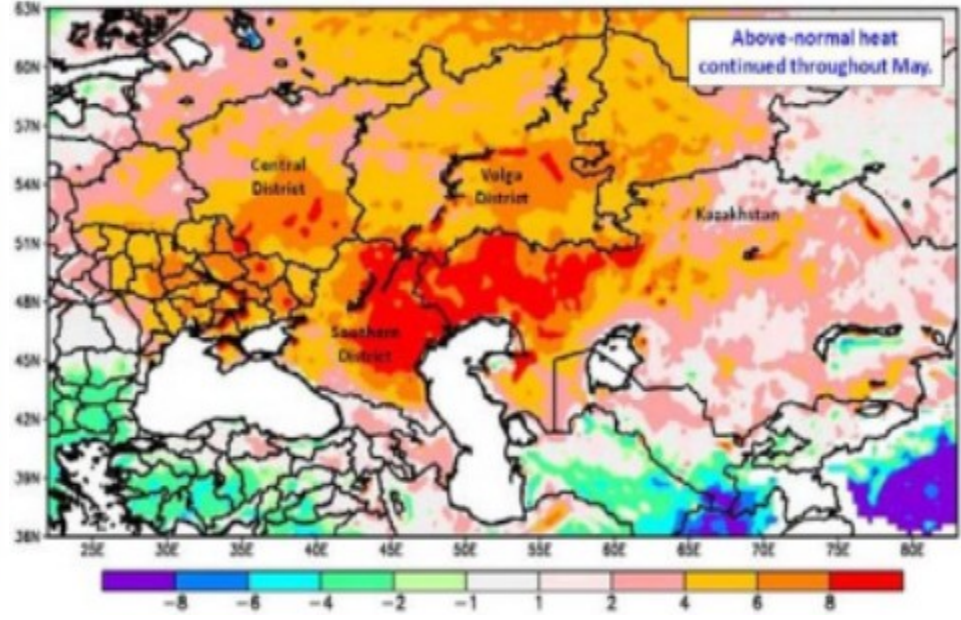 63N
Above-normal heat
continued throughout May.
60N
57N
54N
51N
48N
45N
42N
39N
36N
Central
District
Volga
District
Kazakhstan
Southern
District
25E 30E 35E 40E 45E 50E 55E 60E 65E 70E 75E 80E
-8 -6 -4 -2 -1 1 2 4 6 8